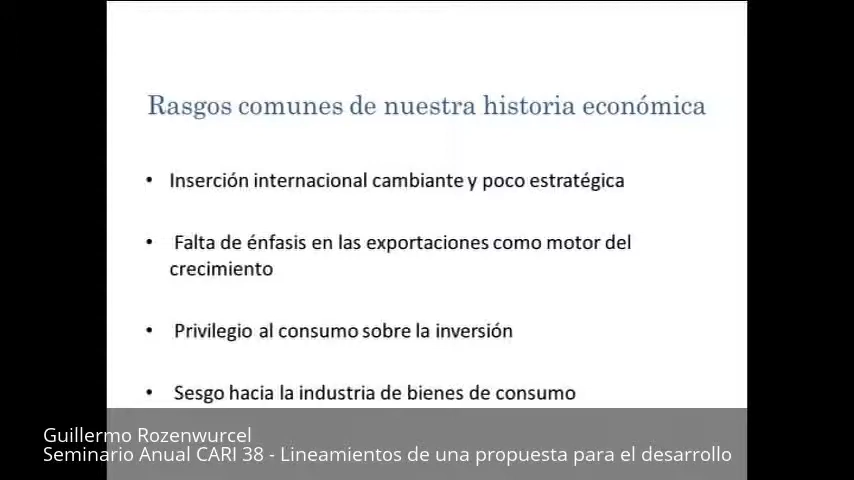 Rasgos comunes de nuestra historia económica
• Inserción internacional cambiante y poco estratégica
• Falta de énfasis en las exportaciones como motor del
crecimiento
• Privilegio al consumo sobre la inversión
• Sesgo hacia la industria de bienes de consumo
Guillermo Rozenwurcel
Seminario Anual CARI 38 - Lineamientos de una propuesta para el desarrollo